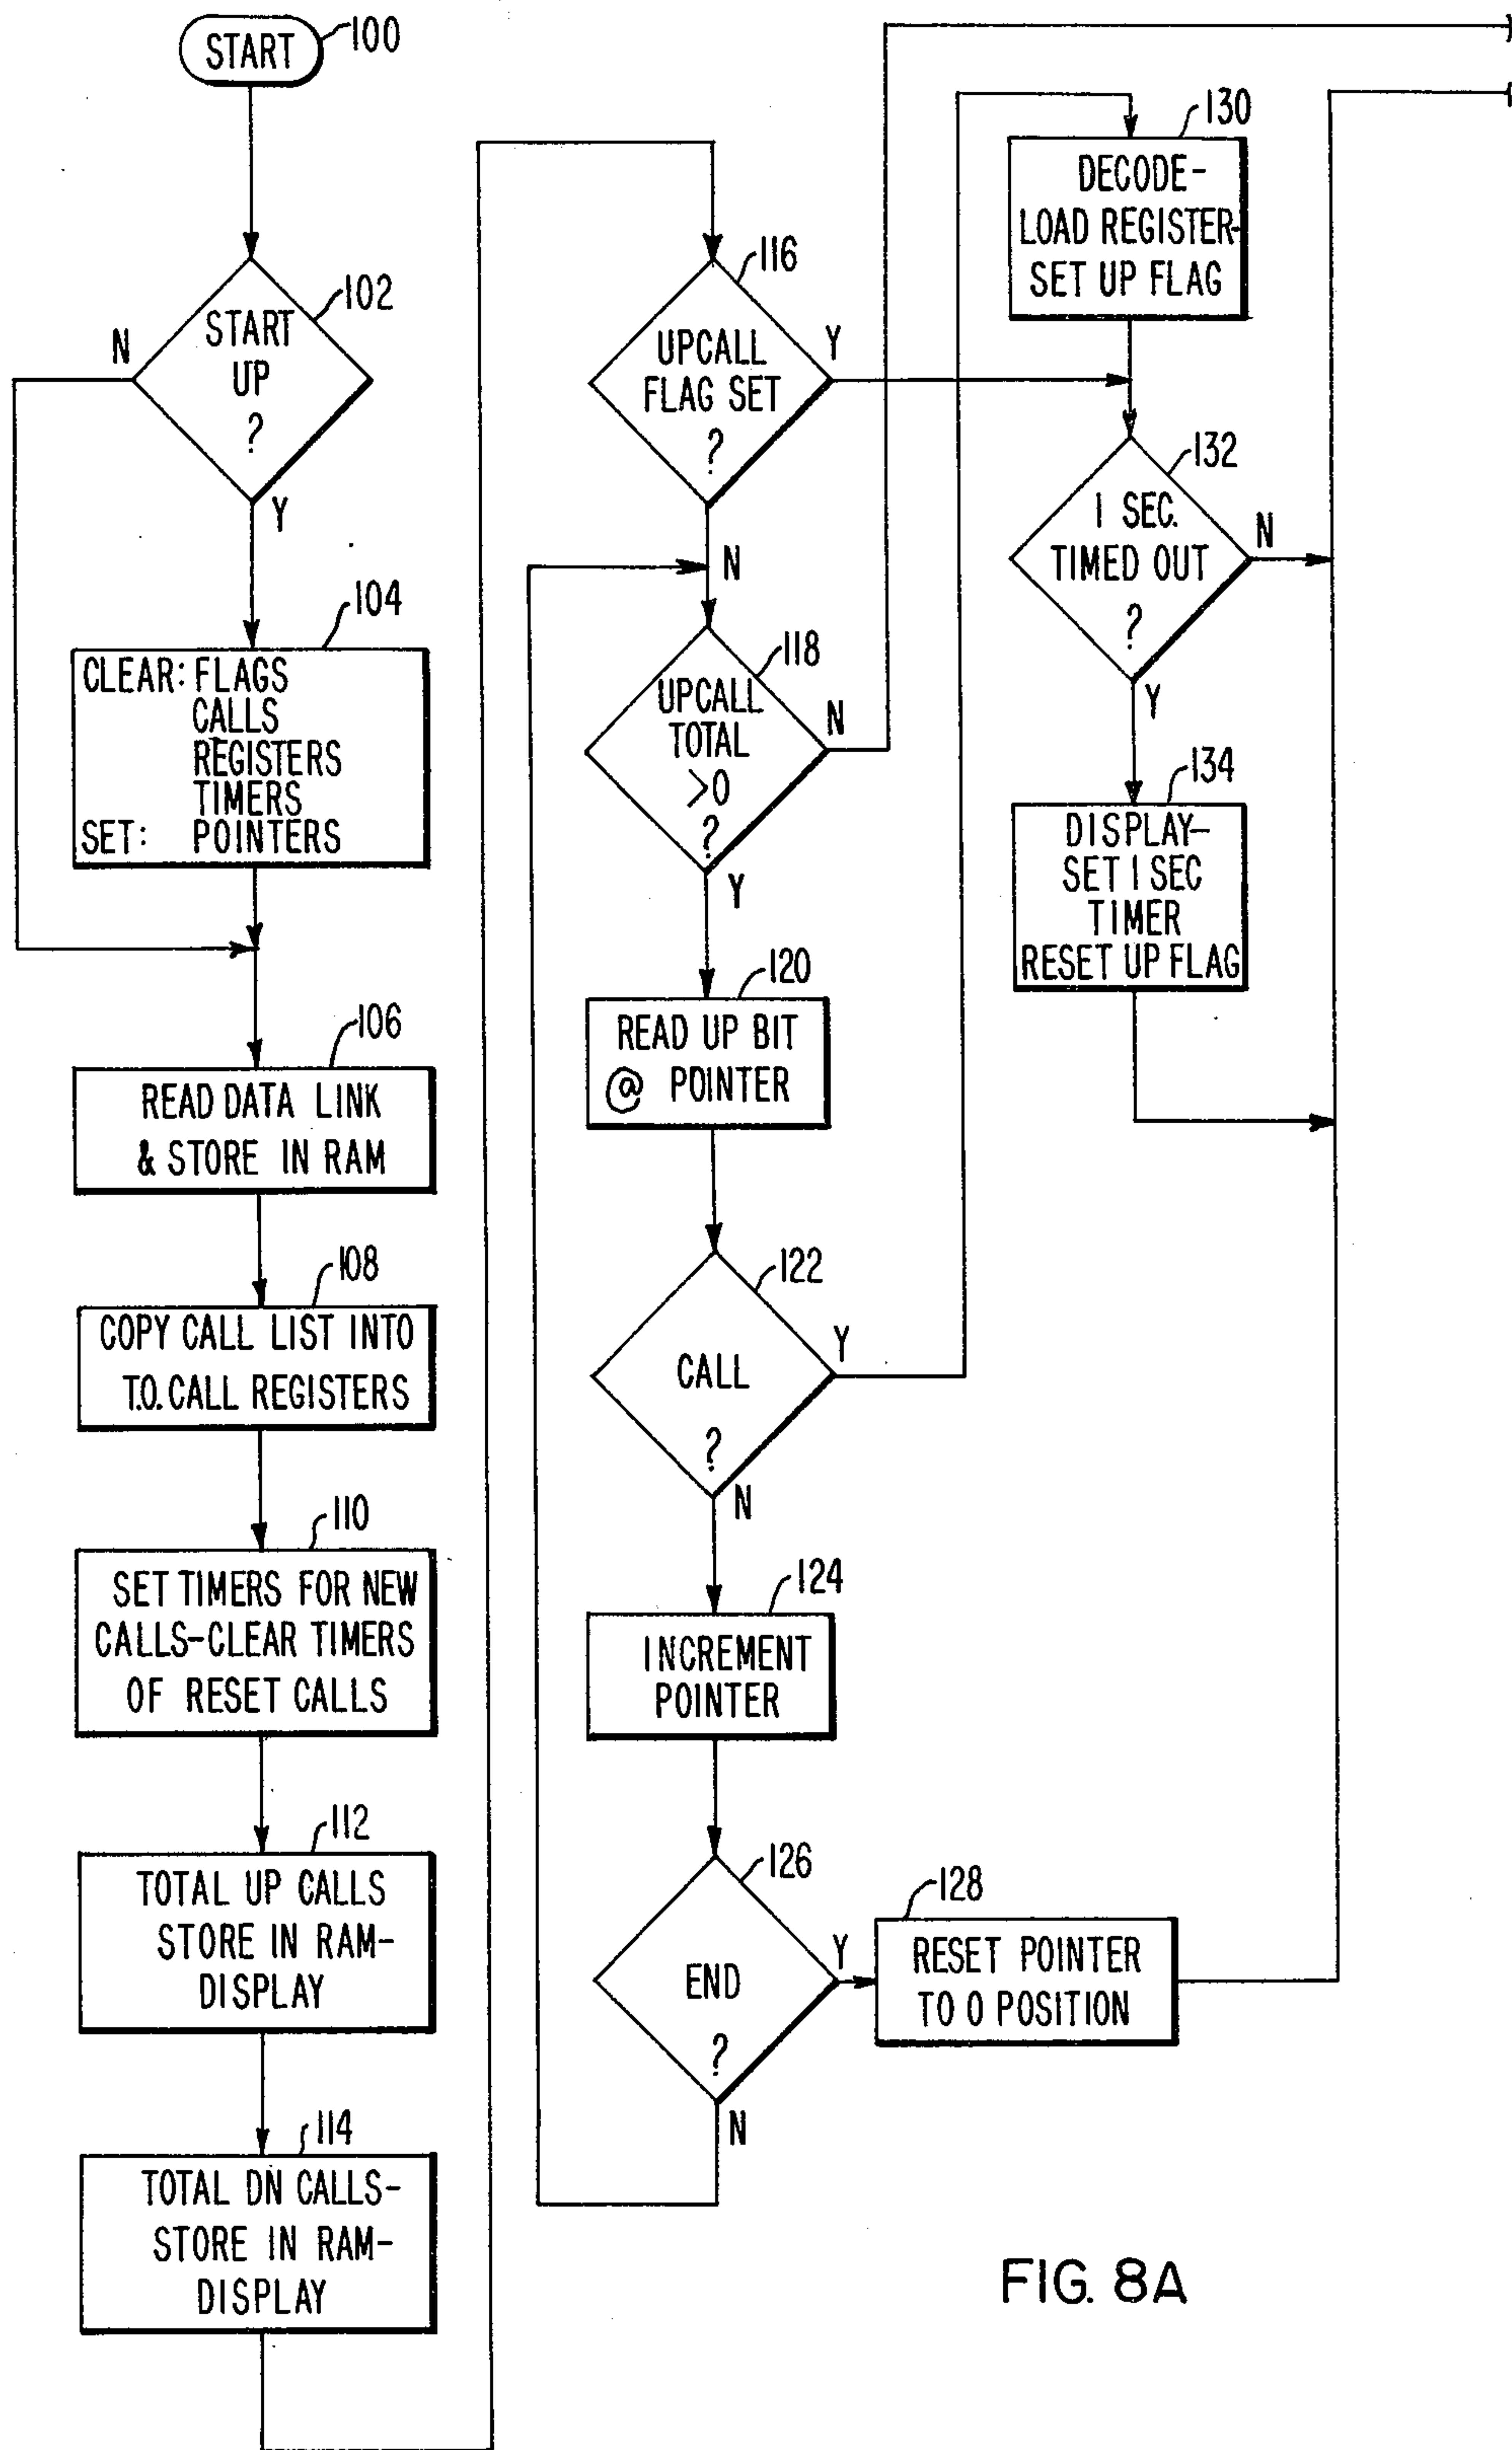 START
100
START
UP
?
102
N
Y
104
CLEAR: FLAGS
CALLS
REGISTERS
TIMERS
SET: POINTERS
106
READ DATA LINK
& STORE IN RAM
108
COPY CALL LIST INTO
T.O. CALL REGISTERS
110
SET TIMERS FOR NEW
CALLS-CLEAR TIMERS
OF RESET CALLS
112
TOTAL UP CALLS
STORE IN RAM-
DISPLAY
114
TOTAL DN CALLS-
STORE IN RAM-
DISPLAY
116
UPCALL
FLAG SET
?
Y
N
118
UPCALL
TOTAL
>0
?
N
Y
120
READ UP BIT
@ POINTER
122
CALL
?
Y
N
124
INCREMENT
POINTER
126
END
?
Y
N
128
RESET POINTER
TO 0 POSITION
130
DECODE-
LOAD REGISTER-
SET UP FLAG
132
1 SEC.
TIMED OUT
?
N
Y
134
DISPLAY-
SET 1 SEC
TIMER
RESET UP FLAG
FIG. 8A